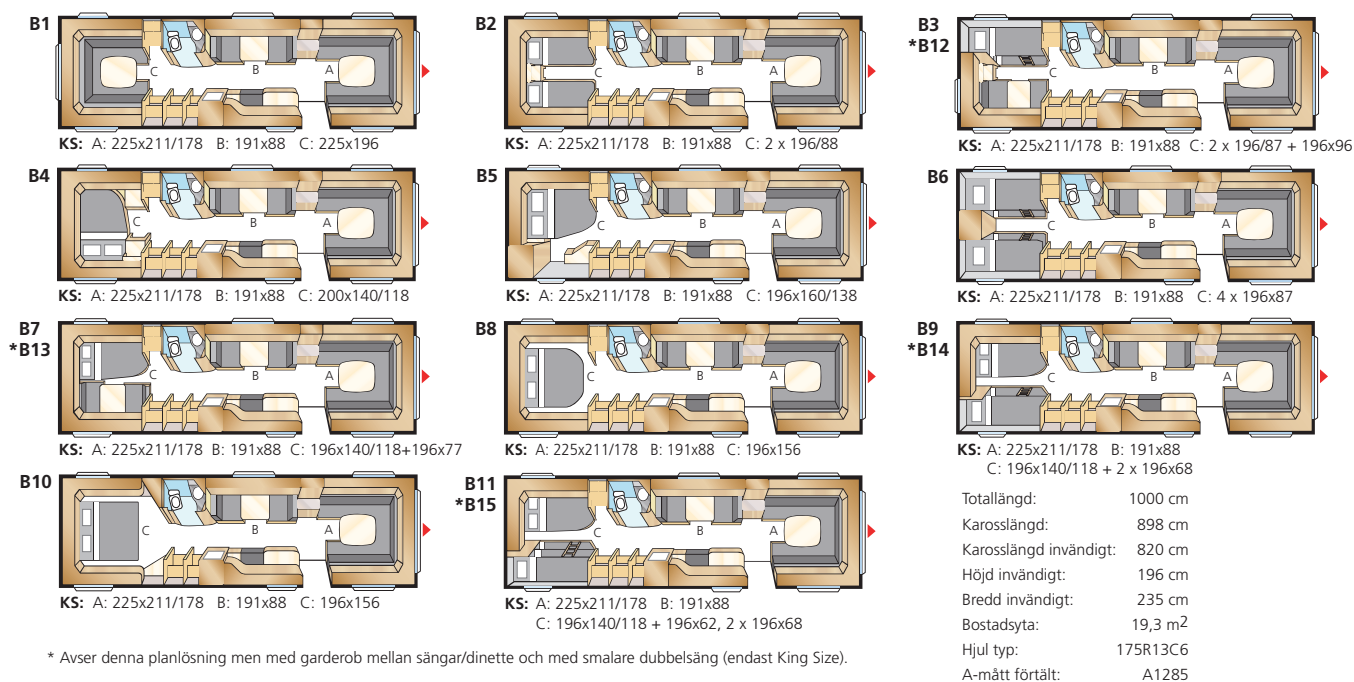 B1
C B A
KS: A: 225x211/178 B: 191x88 C: 225x196
B2
C B A
KS: A: 225x211/178 B: 191x88 C: 2 x 196/88
B3
*B12
C B A
KS: A: 225x211/178 B: 191x88 C: 2 x 196/87 + 196x96
B4
C B A
KS: A: 225x211/178 B: 191x88 C: 200x140/118
B5
C B A
KS: A: 225x211/178 B: 191x88 C: 196x160/138
B6
C B A
KS: A: 225x211/178 B: 191x88 C: 4 x 196x87
B7
*B13
C B A
KS: A: 225x211/178 B: 191x88 C: 196x140/118+196x77
B8
C B A
KS: A: 225x211/178 B: 191x88 C: 196x156
B9
*B14
C B A
KS: A: 225x211/178 B: 191x88
C: 196x140/118 + 2 x 196x68
B10
C B A
KS: A: 225x211/178 B: 191x88 C: 196x156
B11
*B15
C B A
KS: A: 225x211/178 B: 191x88
C: 196x140/118 + 196x62, 2 x 196x68
Totallängd: 1000 cm
Karosslängd: 898 cm
Karosslängd invändigt: 820 cm
Höjd invändigt: 196 cm
Bredd invändigt: 235 cm
Bostadsyta: 19,3 m2
Hjul typ: 175R13C6
A-mått förtält: A1285
* Avser denna planlösning men med garderob mellan sängar/dinette och med smalare dubbelsäng (endast King Size).